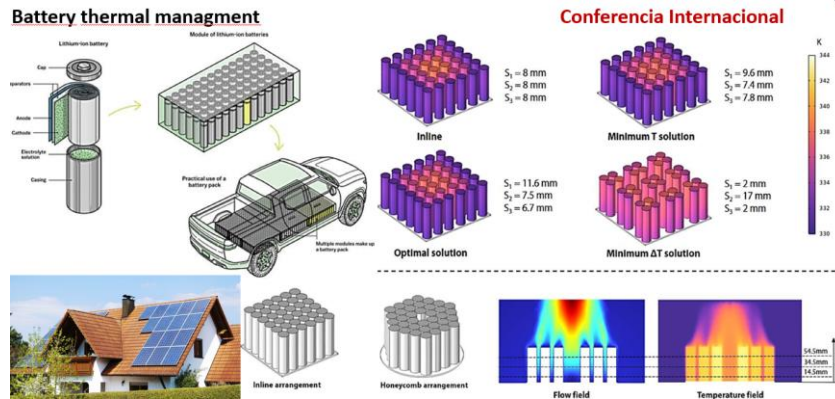 Battery thermal managment
Conferencia Internacional
Lithium-ion battery
Cap
eparators
Anode
Cathode
Electrolyte
solution
Casing
Module of lithium-ion batteries
Practical use of a
battery pack
Multiple modules make up
a battery pack
Inline
S₁ = 8 mm
S₂ = 8 mm
S₃ = 8 mm
Minimum T solution
S₁ = 9.6 mm
S₂ = 7.4 mm
S₃ = 7.8 mm
Optimal solution
S₁ = 11.6 mm
S₂ = 7.5 mm
S₃ = 6.7 mm
Minimum ΔT solution
S₁ = 2 mm
S₂ = 17 mm
S₃ = 2 mm
K
344
342
340
338
336
334
332
330
Inline arrangement
Honeycomb arrangement
Flow field
Temperature field
54.5mm
34.5mm
14.5mm